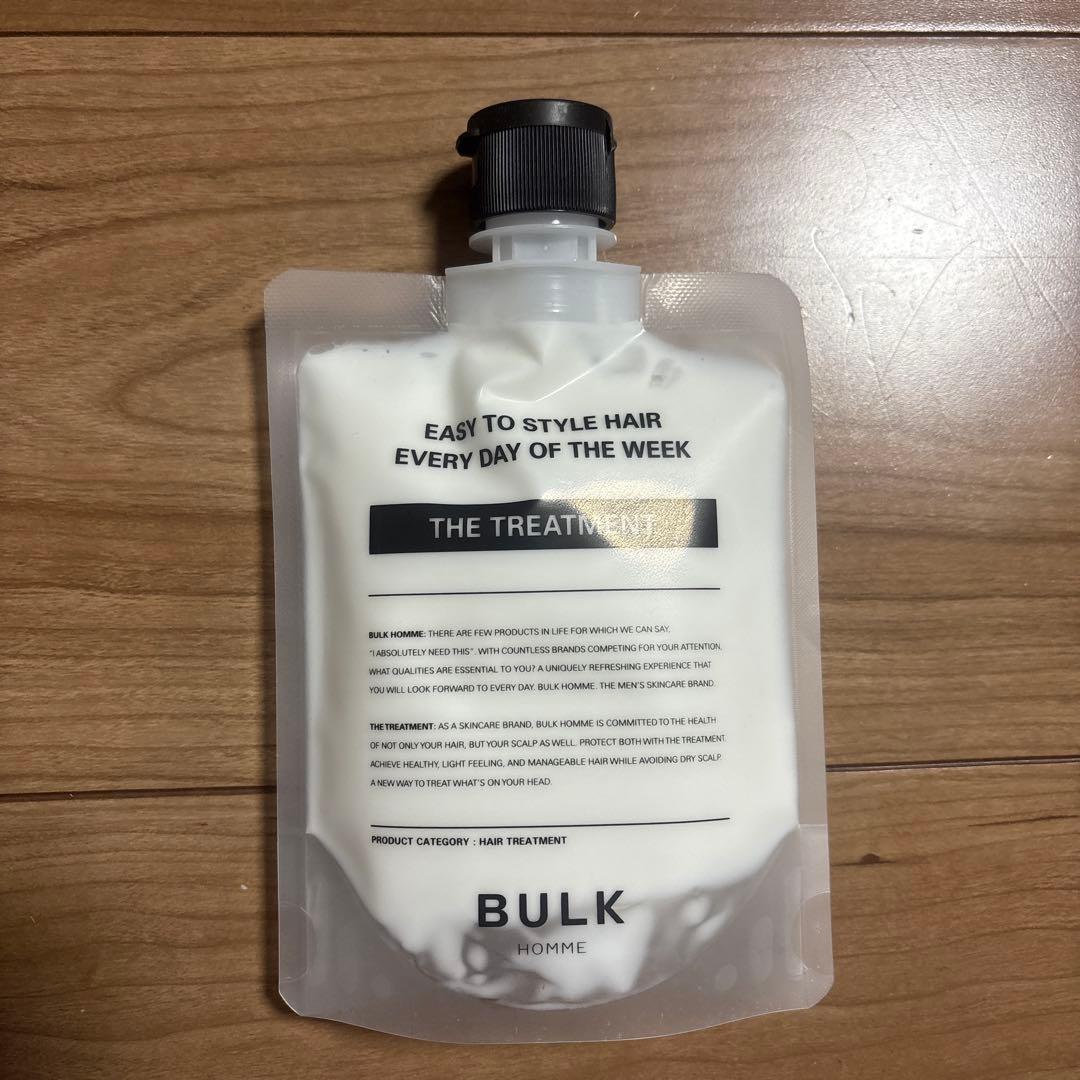 EASY TO STYLE HAIR
EVERY DAY OF THE WEEK
THE TREATMENT
BULK HOMME: THERE ARE FEW PRODUCTS IN LIFE FOR WHICH WE CAN SAY,
"I ABSOLUTELY NEED THIS". WITH COUNTLESS BRANDS COMPETING FOR YOUR ATTENTION,
WHAT QUALITIES ARE ESSENTIAL TO YOU? A UNIQUELY REFRESHING EXPERIENCE THAT
YOU WILL LOOK FORWARD TO EVERY DAY. BULK HOMME. THE MEN'S SKINCARE BRAND.
THE TREATMENT: AS A SKINCARE BRAND, BULK HOMME IS COMMITTED TO THE HEALTH
OF NOT ONLY YOUR HAIR, BUT YOUR SCALP AS WELL. PROTECT BOTH WITH THE TREATMENT.
ACHIEVE HEALTHY, LIGHT FEELING, AND MANAGEABLE HAIR WHILE AVOIDING DRY SCALP.
A NEW WAY TO TREAT WHAT'S ON YOUR HEAD.
PRODUCT CATEGORY : HAIR TREATMENT
BULK
HOMME